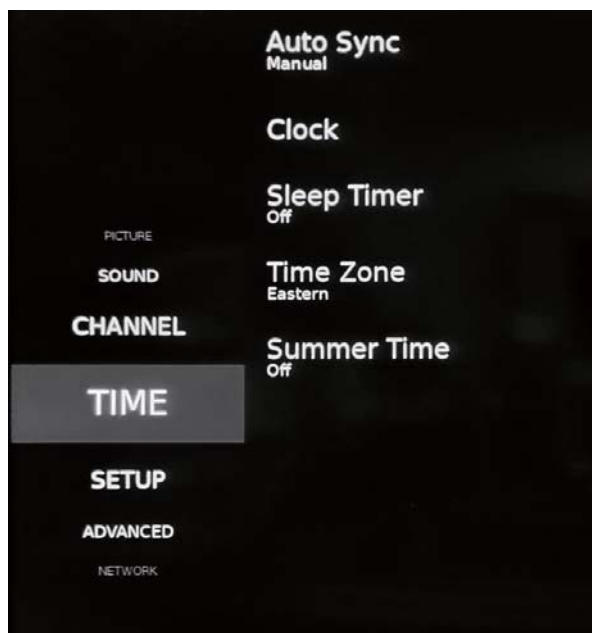 Auto Sync
Manual
Clock
Sleep Timer
Off
Time Zone
Eastern
Summer Time
Off
PICTURE
SOUND
CHANNEL
TIME
SETUP
ADVANCED
NETWORK